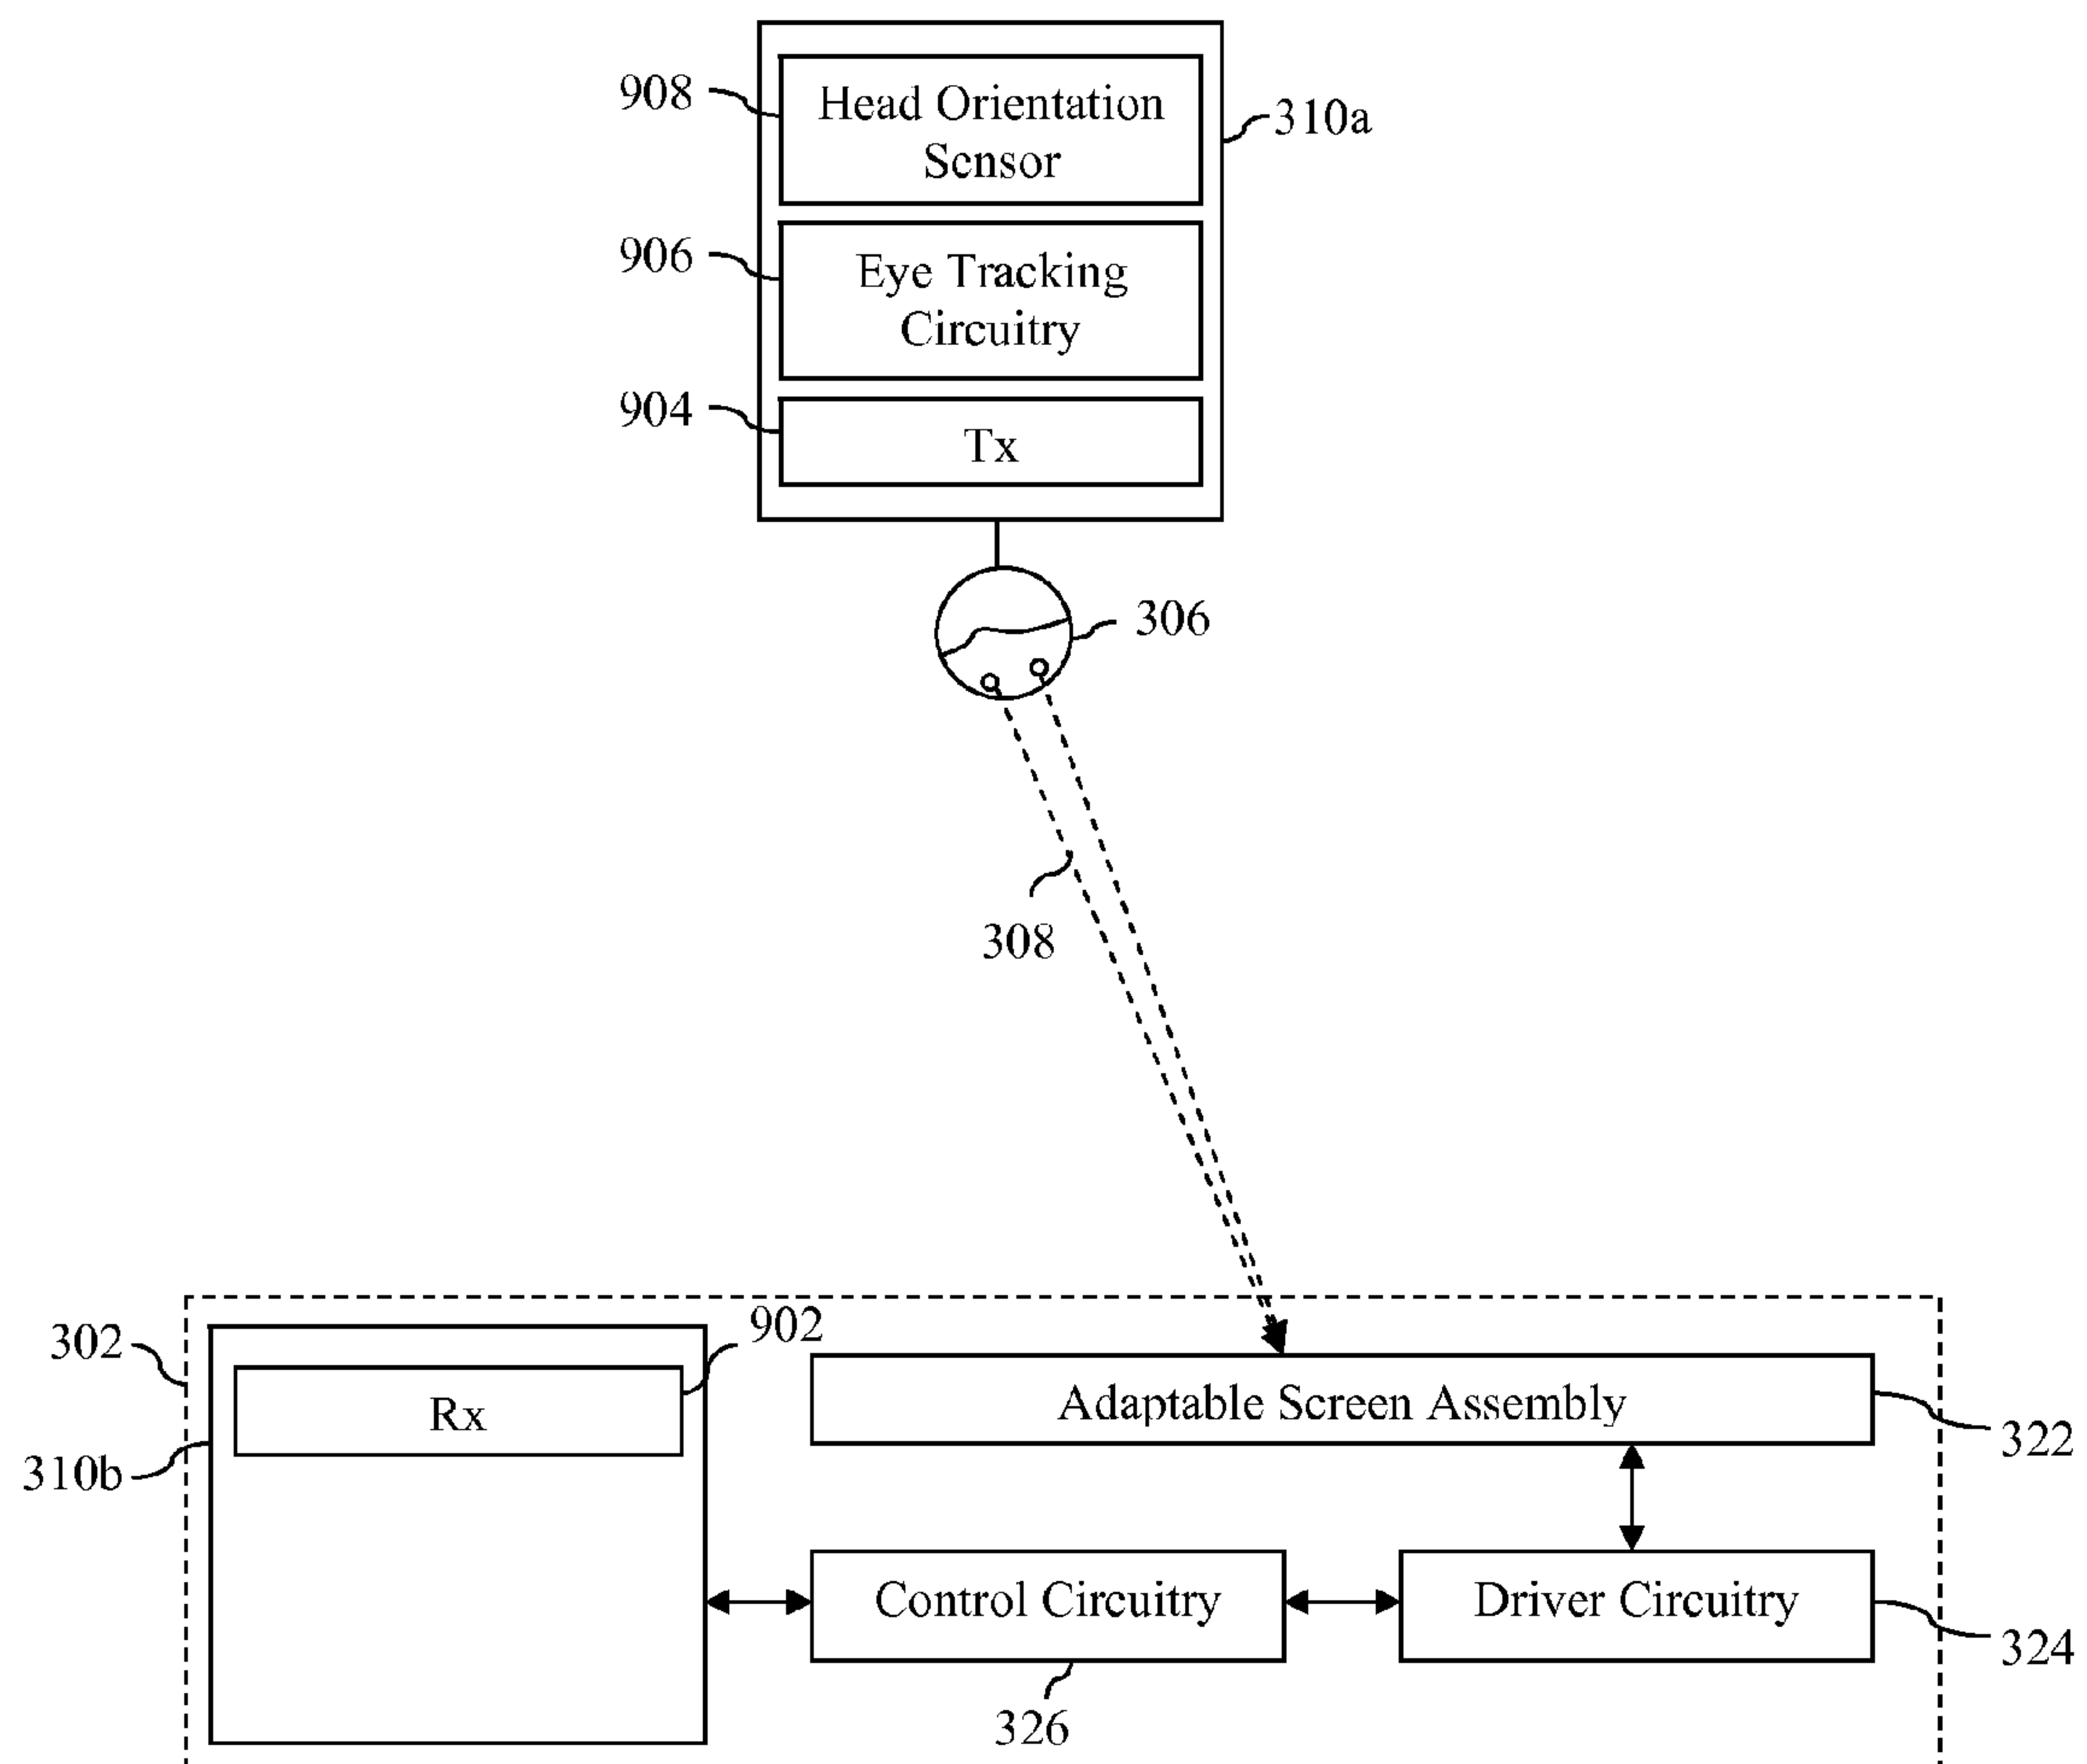 908
Head Orientation
Sensor
310a
906
Eye Tracking
Circuitry
904
Tx
306
308
302
902
Rx
310b
Adaptable Screen Assembly
322
Control Circuitry
Driver Circuitry
324
326